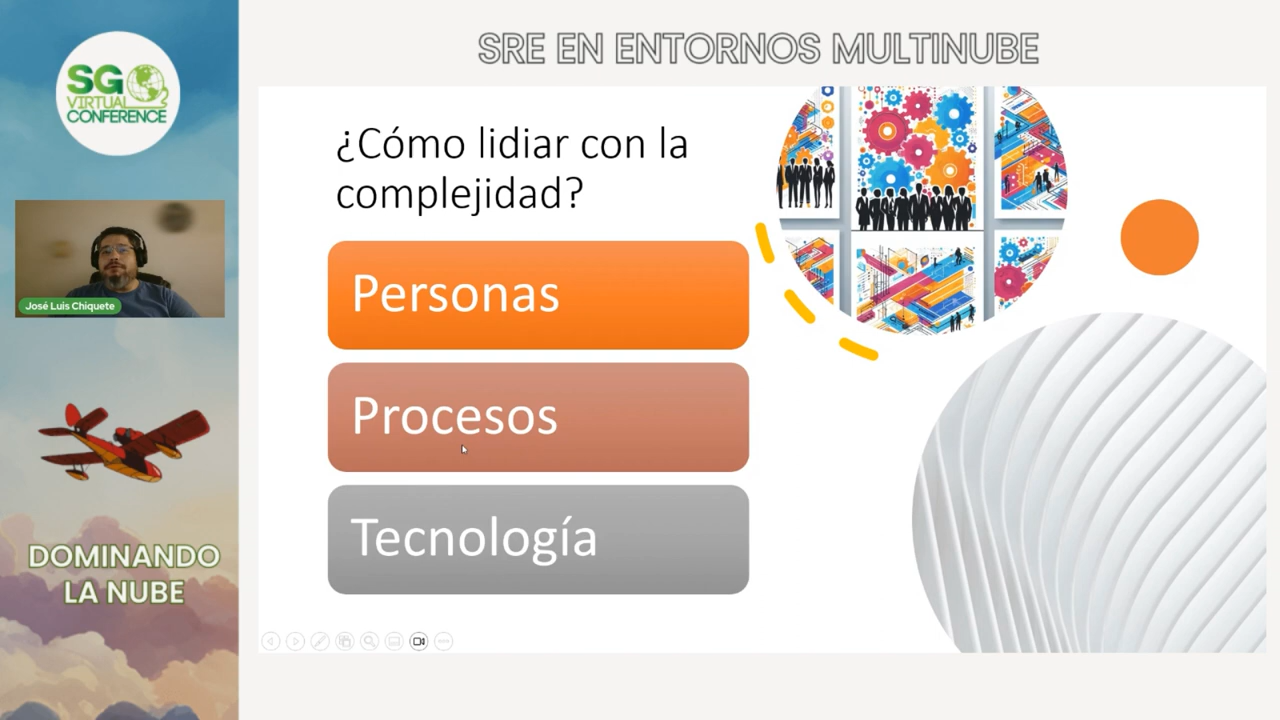 SG
VIRTUAL
CONFERENCE
José Luis Chiquete
DOMINANDO
LA NUBE
SRE EN ENTORNOS MULTINUBE
¿Cómo lidiar con la
complejidad?
Personas
Procesos
Tecnología